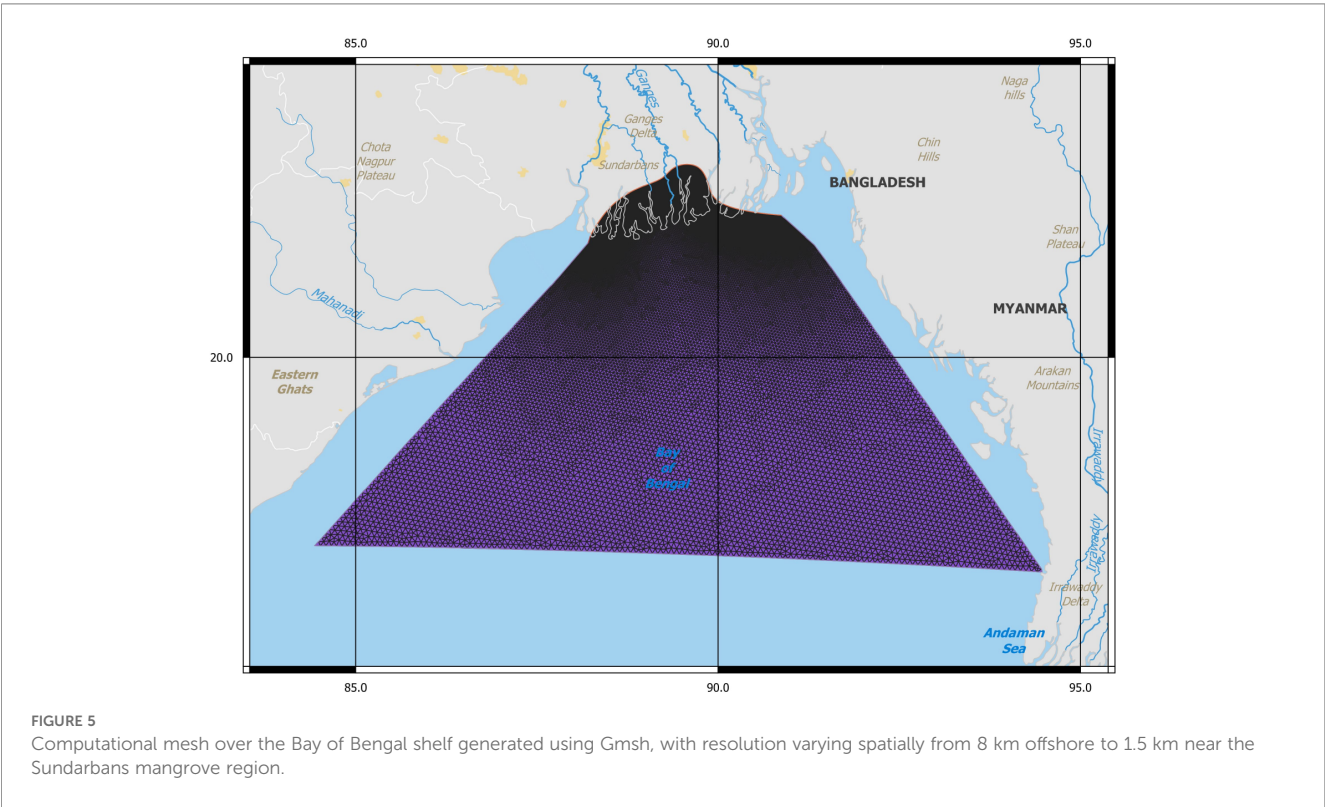 85.0
90.0
95.0
Ganges
Naga
hills
Ganges
Delta
Chota
Nagpur
Plateau
Sundarbans
Chin
Hills
BANGLADESH
Shan
Plateau
Mahanadi
MYANMAR
20.0
Eastern
Ghats
Arakan
Mountains
Irrawaddy
Bay
of
Bengal
Irrawaddy
Irrawaddy
Delta
Andaman
Sea
85.0
90.0
95.0
FIGURE 5
Computational mesh over the Bay of Bengal shelf generated using Gmsh, with resolution varying spatially from 8 km offshore to 1.5 km near the
Sundarbans mangrove region.